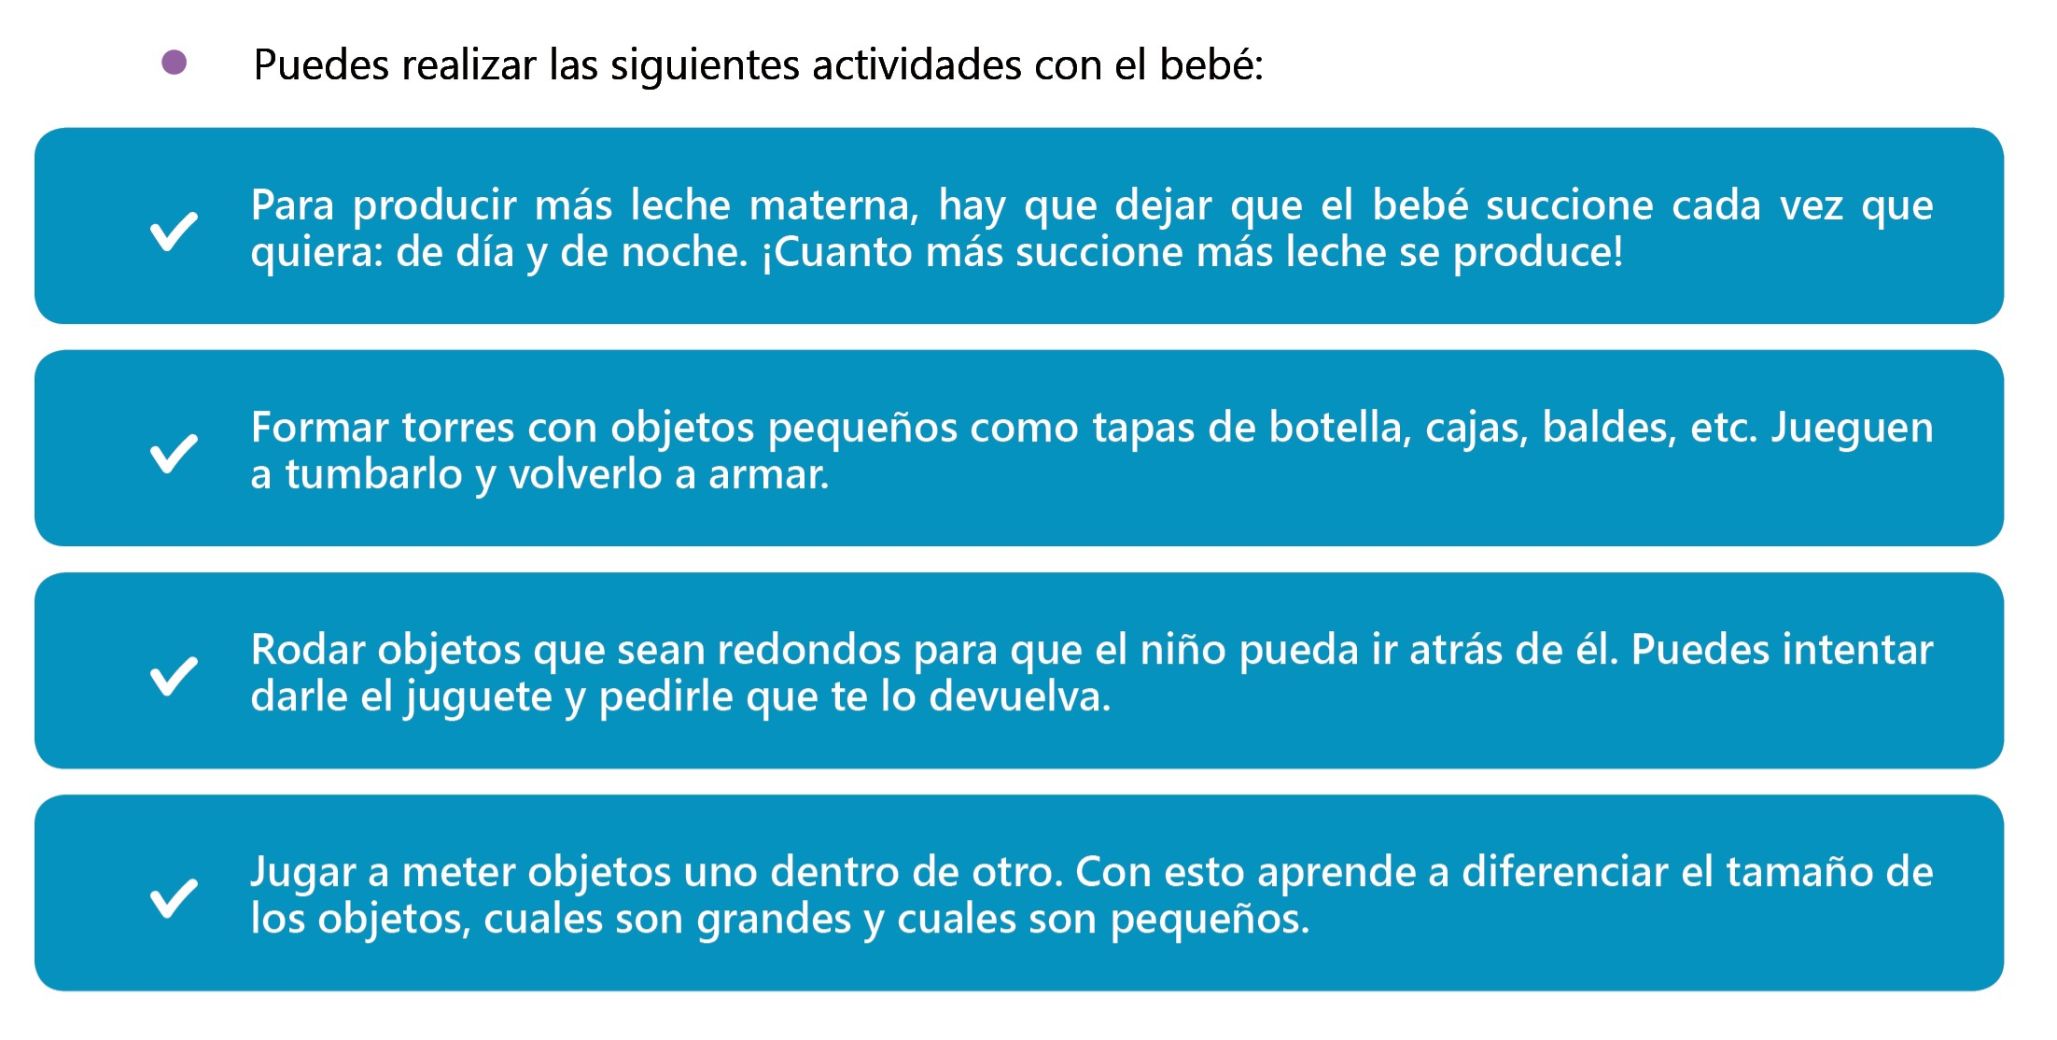 Puedes realizar las siguientes actividades con el bebé:
Para producir más leche materna, hay que dejar que el bebé succione cada vez que
quiera: de día y de noche. ¡Cuanto más succione más leche se produce!
Formar torres con objetos pequeños como tapas de botella, cajas, baldes, etc. Jueguen
a tumbarlo y volverlo a armar.
Rodar objetos que sean redondos para que el niño pueda ir atrás de él. Puedes intentar
darle el juguete y pedirle que te lo devuelva.
Jugar a meter objetos uno dentro de otro. Con esto aprende a diferenciar el tamaño de
los objetos, cuales son grandes y cuales son pequeños.